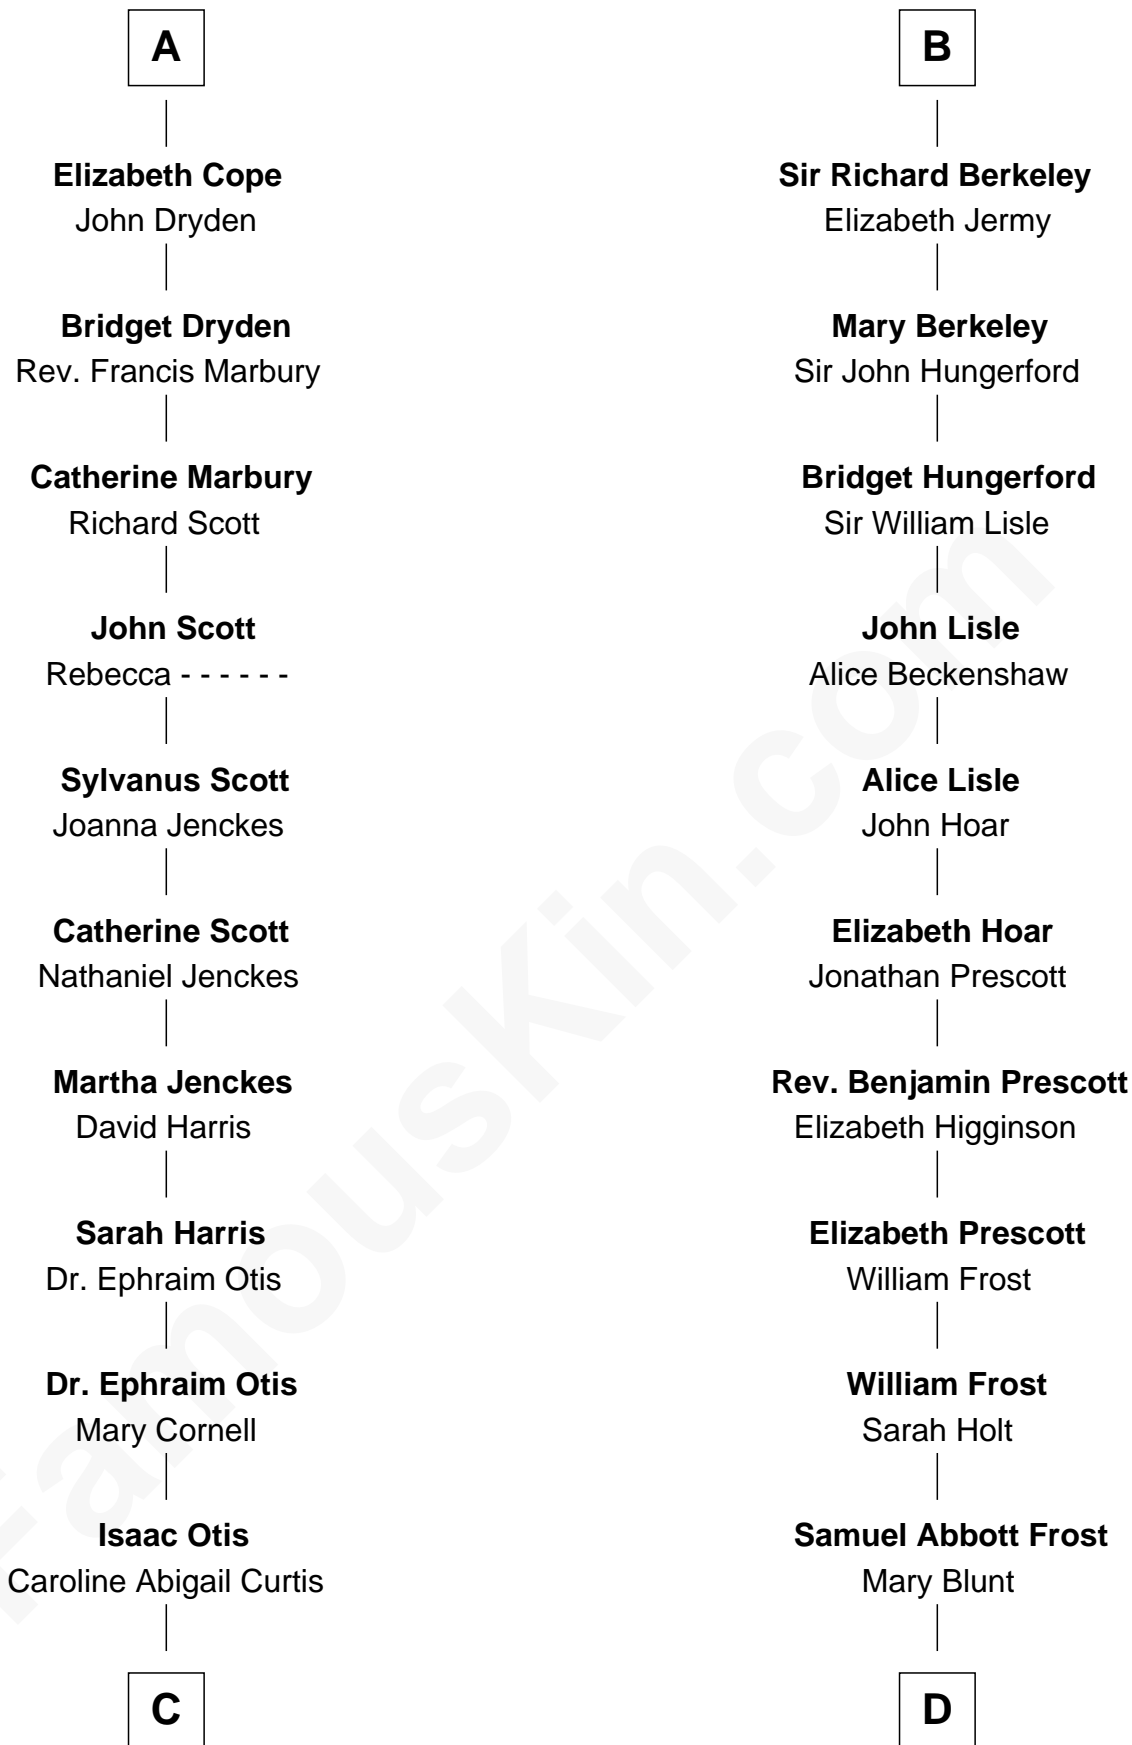 A
Elizabeth Cope
John Dryden
Bridget Dryden
Rev. Francis Marbury
Catherine Marbury
Richard Scott
John Scott
Rebecca - - - - - -
Sylvanus Scott
Joanna Jenckes
Catherine Scott
Nathaniel Jenckes
Martha Jenckes
David Harris
Sarah Harris
Dr. Ephraim Otis
Dr. Ephraim Otis
Mary Cornell
Isaac Otis
Caroline Abigail Curtis
C
B
Sir Richard Berkeley
Elizabeth Jermy
Mary Berkeley
Sir John Hungerford
Bridget Hungerford
Sir William Lisle
John Lisle
Alice Beckenshaw
Alice Lisle
John Hoar
Elizabeth Hoar
Jonathan Prescott
Rev. Benjamin Prescott
Elizabeth Higginson
Elizabeth Prescott
William Frost
William Frost
Sarah Holt
Samuel Abbott Frost
Mary Blunt
D
FamousKin.com